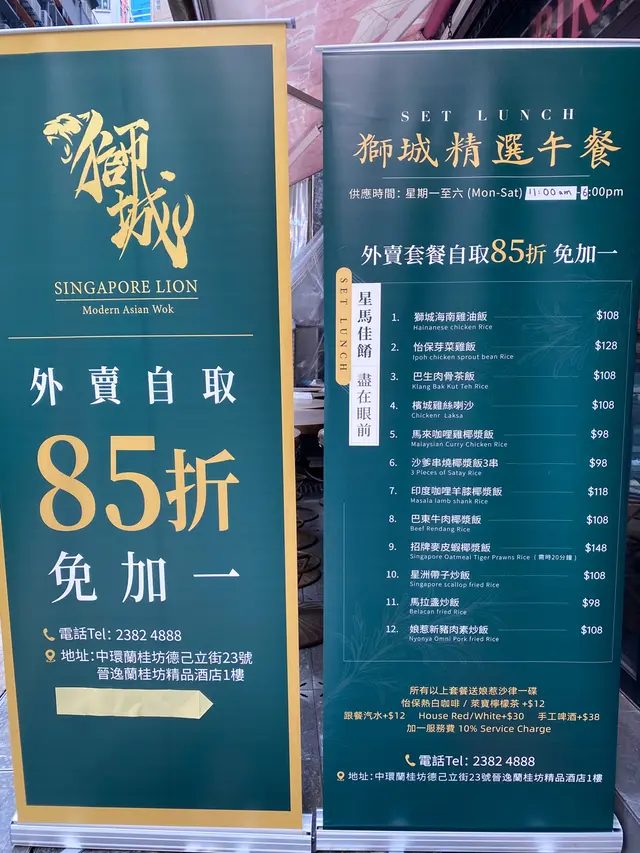 獅城
SINGAPORE LION
Modern Asian Wok
外賣自取
85折
免加一
電話Tel: 2382 4888
地址:中環蘭桂坊德己立街23號
晉逸蘭桂坊精品酒店1樓
SET LUNCH
獅城精選午餐
供應時間: 星期一至六 (Mon-Sat) 11:00am-6:00pm
外賣套餐自取85折 免加一
SET LUNCH
星馬佳餚 盡在眼前
1. 獅城海南雞油飯 $108
Hainanese chicken Rice
2. 怡保芽菜雞飯 $128
Ipoh chicken sprout bean Rice
3. 巴生肉骨茶飯 $108
Klang Bak Kut Teh Rice
4. 檳城雞絲喇沙 $108
Chickenr Laksa
5. 馬來咖哩雞椰漿飯 $98
Malaysian Curry Chicken Rice
6. 沙爹串燒椰漿飯3串 $98
3 Pieces of Satay Rice
7. 印度咖哩羊膝椰漿飯 $118
Masala lamb shank Rice
8. 巴東牛肉椰漿飯 $108
Beef Rendang Rice
9. 招牌麥皮蝦椰漿飯 $148
Singapore Oatmeal Tiger Prawns Rice (需時20分鐘)
10. 星洲帶子炒飯 $108
Singapore scallop fried Rice
11. 馬拉盞炒飯 $98
Belacan fried Rice
12. 娘惹新豬肉素炒飯 $108
Nyonya Omni Pork fried Rice
所有以上套餐送娘惹沙律一碟
怡保熱白咖啡 / 萊寶檸檬茶 +$12
跟餐汽水+$12 House Red/White+$30 手工啤酒+$38
加一服務費 10% Service Charge
電話Tel: 2382 4888
地址:中環蘭桂坊德己立街23號晉逸蘭桂坊精品酒店1樓